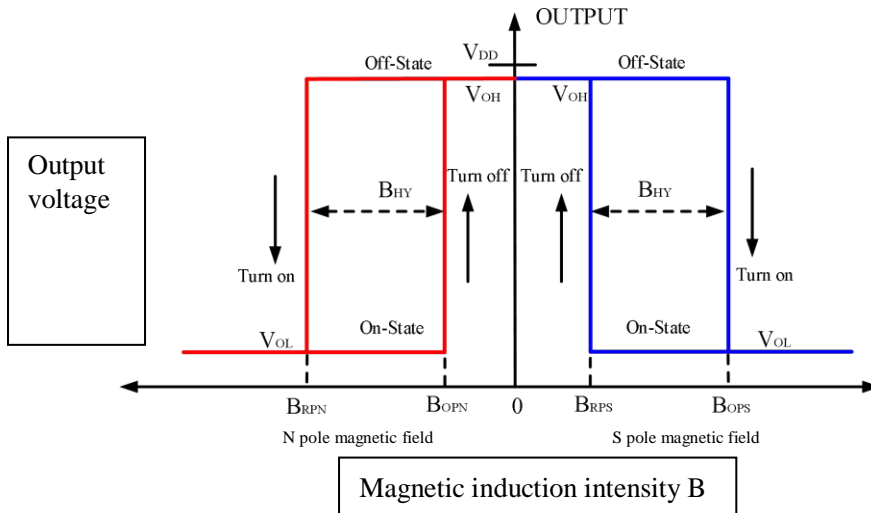 OUTPUT
VDD
Off-State
Off-State
VOH
VOH
Output
voltage
Turn off
Turn off
BHY
BHY
Turn on
Turn on
On-State
On-State
VOL
VOL
BRPN
BOPN
0
BRPS
BOPS
N pole magnetic field
S pole magnetic field
Magnetic induction intensity B